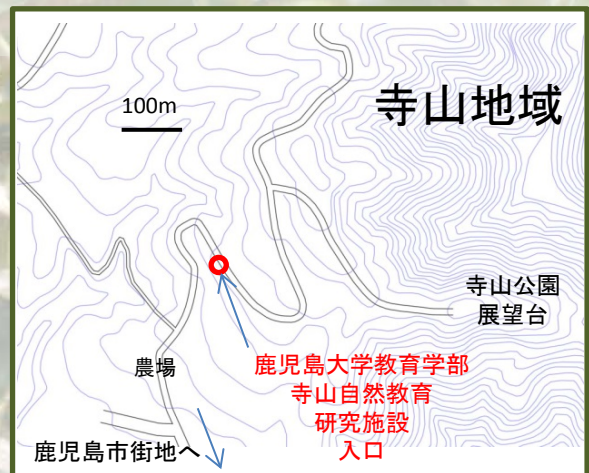 100m
寺山地域
寺山公園
展望台
農場
鹿児島大学教育学部
寺山自然教育
研究施設
入口
鹿児島市街地へ